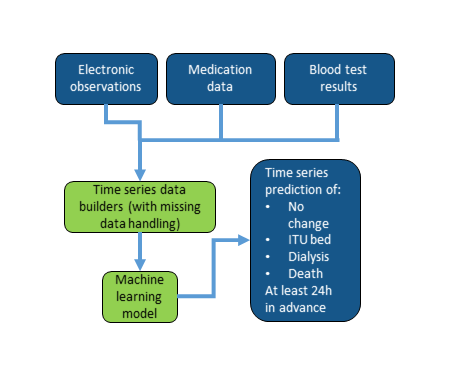 Electronic
observations
Medication
data
Blood test
results
Time series data
builders (with missing
data handling)
Machine
learning
model
Time series
prediction of:
• No
change
• ITU bed
• Dialysis
• Death
At least 24h
in advance